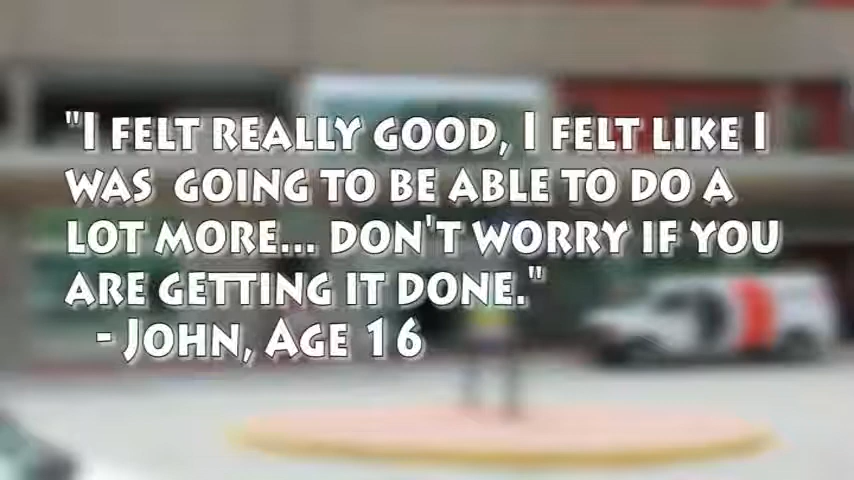 "I FELT REALLY GOOD, I FELT LIKE I
WAS GOING TO BE ABLE TO DO A
LOT MORE... DON'T WORRY IF YOU
ARE GETTING IT DONE."
- JOHN, AGE 16